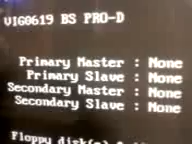 VIG0619 BS PRO-D
Primary Master : None
Primary Slave : None
Secondary Master : None
Secondary Slave : None
Floppy disk(s)